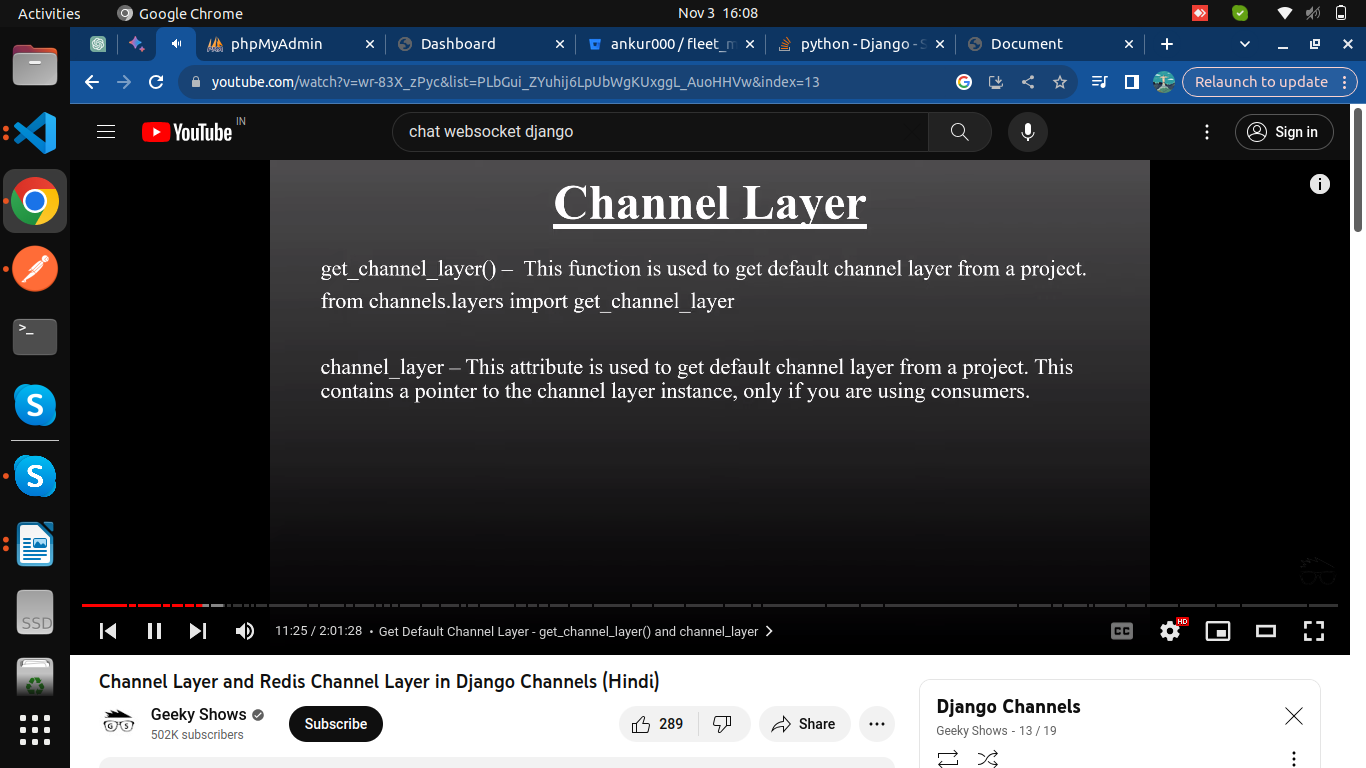 Activities
Google Chrome
Nov 3 16:08
phpMyAdmin
Dashboard
ankur000 / fleet_m
python - Django - S
Document
youtube.com/watch?v=wr-83X_zPyc&list=PLbGui_ZYuhij6LpUbWgKUxggL_AuoHHVw&index=13
Relaunch to update
YouTube IN
chat websocket django
Sign in
Channel Layer
get_channel_layer() – This function is used to get default channel layer from a project.
from channels.layers import get_channel_layer
channel_layer – This attribute is used to get default channel layer from a project. This
contains a pointer to the channel layer instance, only if you are using consumers.
11:25 / 2:01:28 • Get Default Channel Layer - get_channel_layer() and channel_layer
CC
HD
SSD
Channel Layer and Redis Channel Layer in Django Channels (Hindi)
G S
Geeky Shows
502K subscribers
Subscribe
289
Share
Django Channels
Geeky Shows - 13 / 19